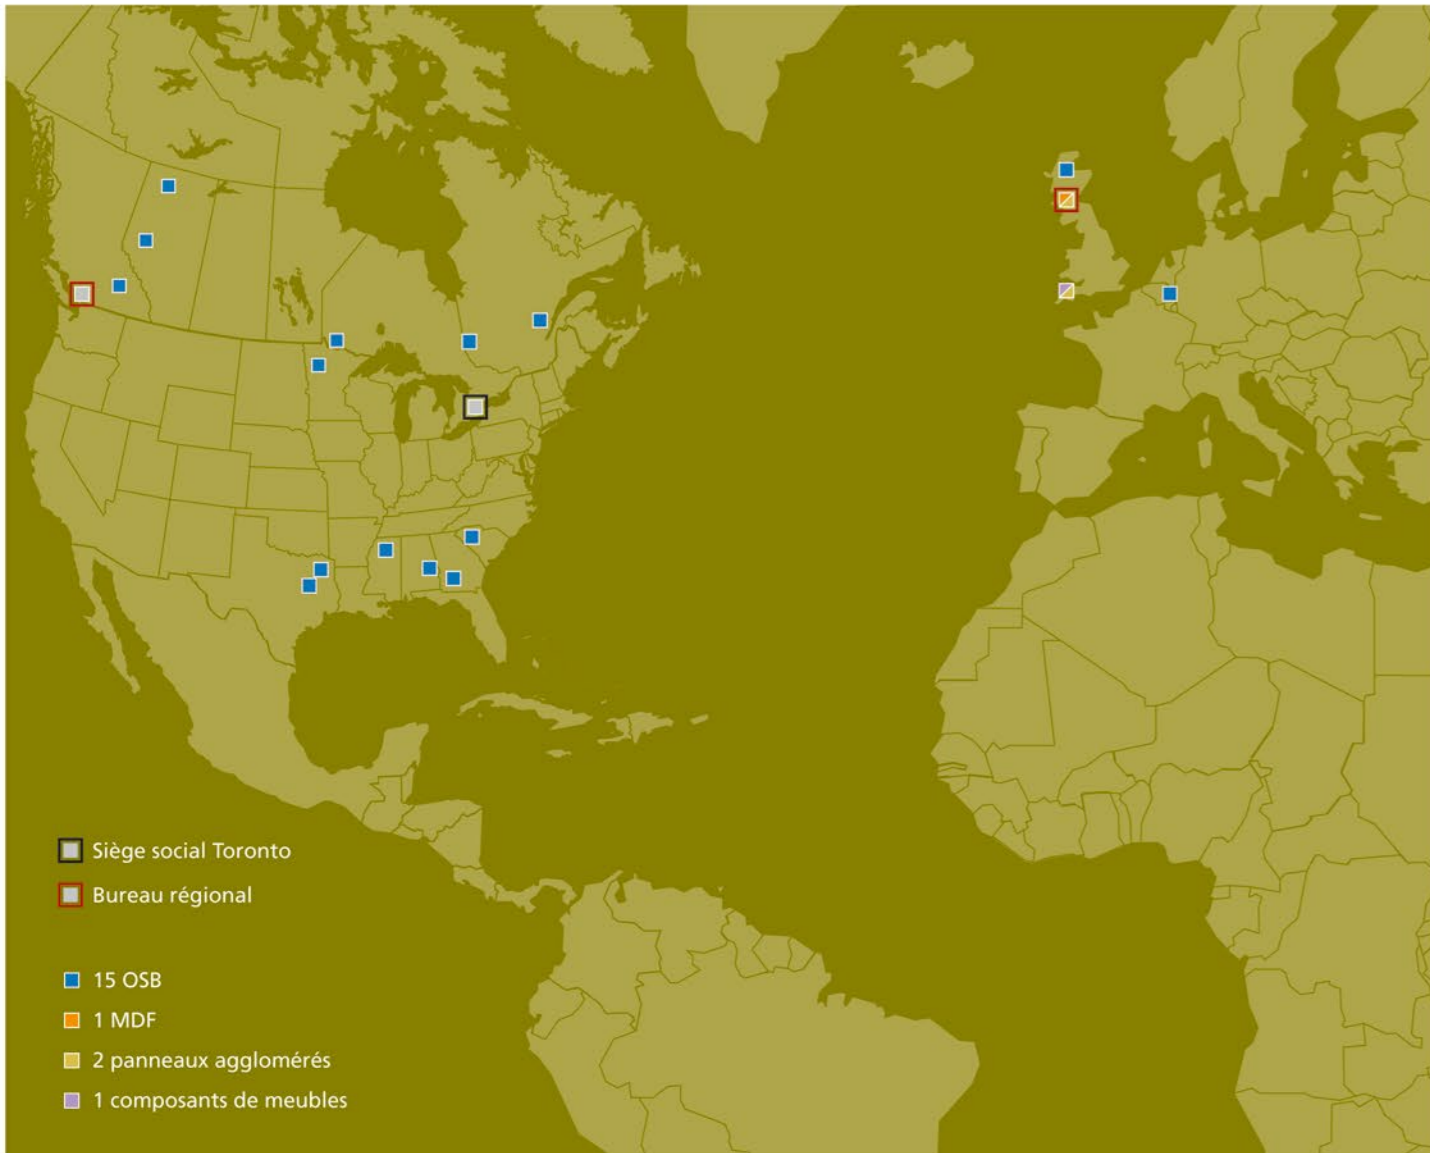 Siège social Toronto
Bureau régional
15 OSB
1 MDF
2 panneaux agglomérés
1 composants de meubles